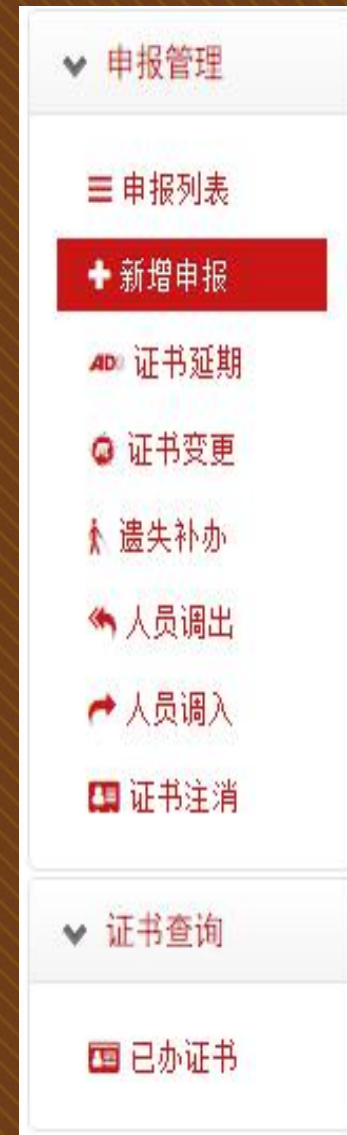 申报管理
申报列表
新增申报
证书延期
证书变更
遗失补办
人员调出
人员调入
证书注消
证书查询
已办证书